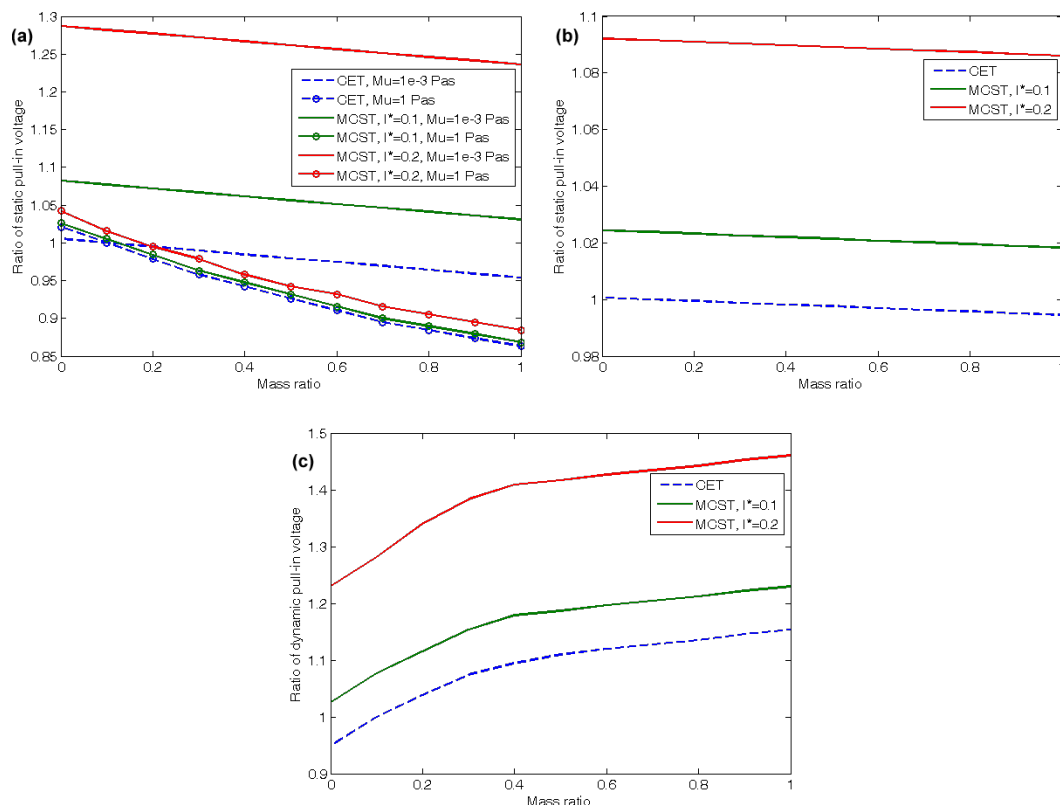 (a)
1.3
1.25
1.2
1.15
1.1
1.05
1
0.95
0.9
0.85
Ratio of static pull-in voltage
0 0.2 0.4 0.6 0.8 1
Mass ratio
CET, Mu=1e-3 Pas
CET, Mu=1 Pas
MCST, l*=0.1, Mu=1e-3 Pas
MCST, l*=0.1, Mu=1 Pas
MCST, l*=0.2, Mu=1e-3 Pas
MCST, l*=0.2, Mu=1 Pas
(b)
1.1
1.08
1.06
1.04
1.02
1
0.98
Ratio of static pull-in voltage
0 0.2 0.4 0.6 0.8 1
Mass ratio
CET
MCST, l*=0.1
MCST, l*=0.2
(c)
1.5
1.4
1.3
1.2
1.1
1
0.9
Ratio of dynamic pull-in voltage
0 0.2 0.4 0.6 0.8 1
Mass ratio
CET
MCST, l*=0.1
MCST, l*=0.2